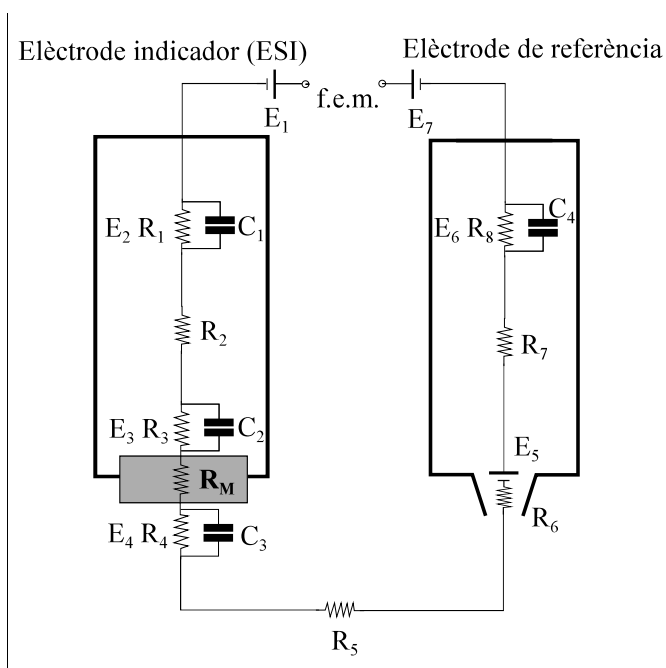 Elèctrode indicador (ESI)
Elèctrode de referència
f.e.m.
E₁
E₇
E₂ R₁
C₁
E₆ R₈
C₄
R₂
R₇
E₃ R₃
C₂
R_M
E₅
R₆
E₄ R₄
C₃
R₅